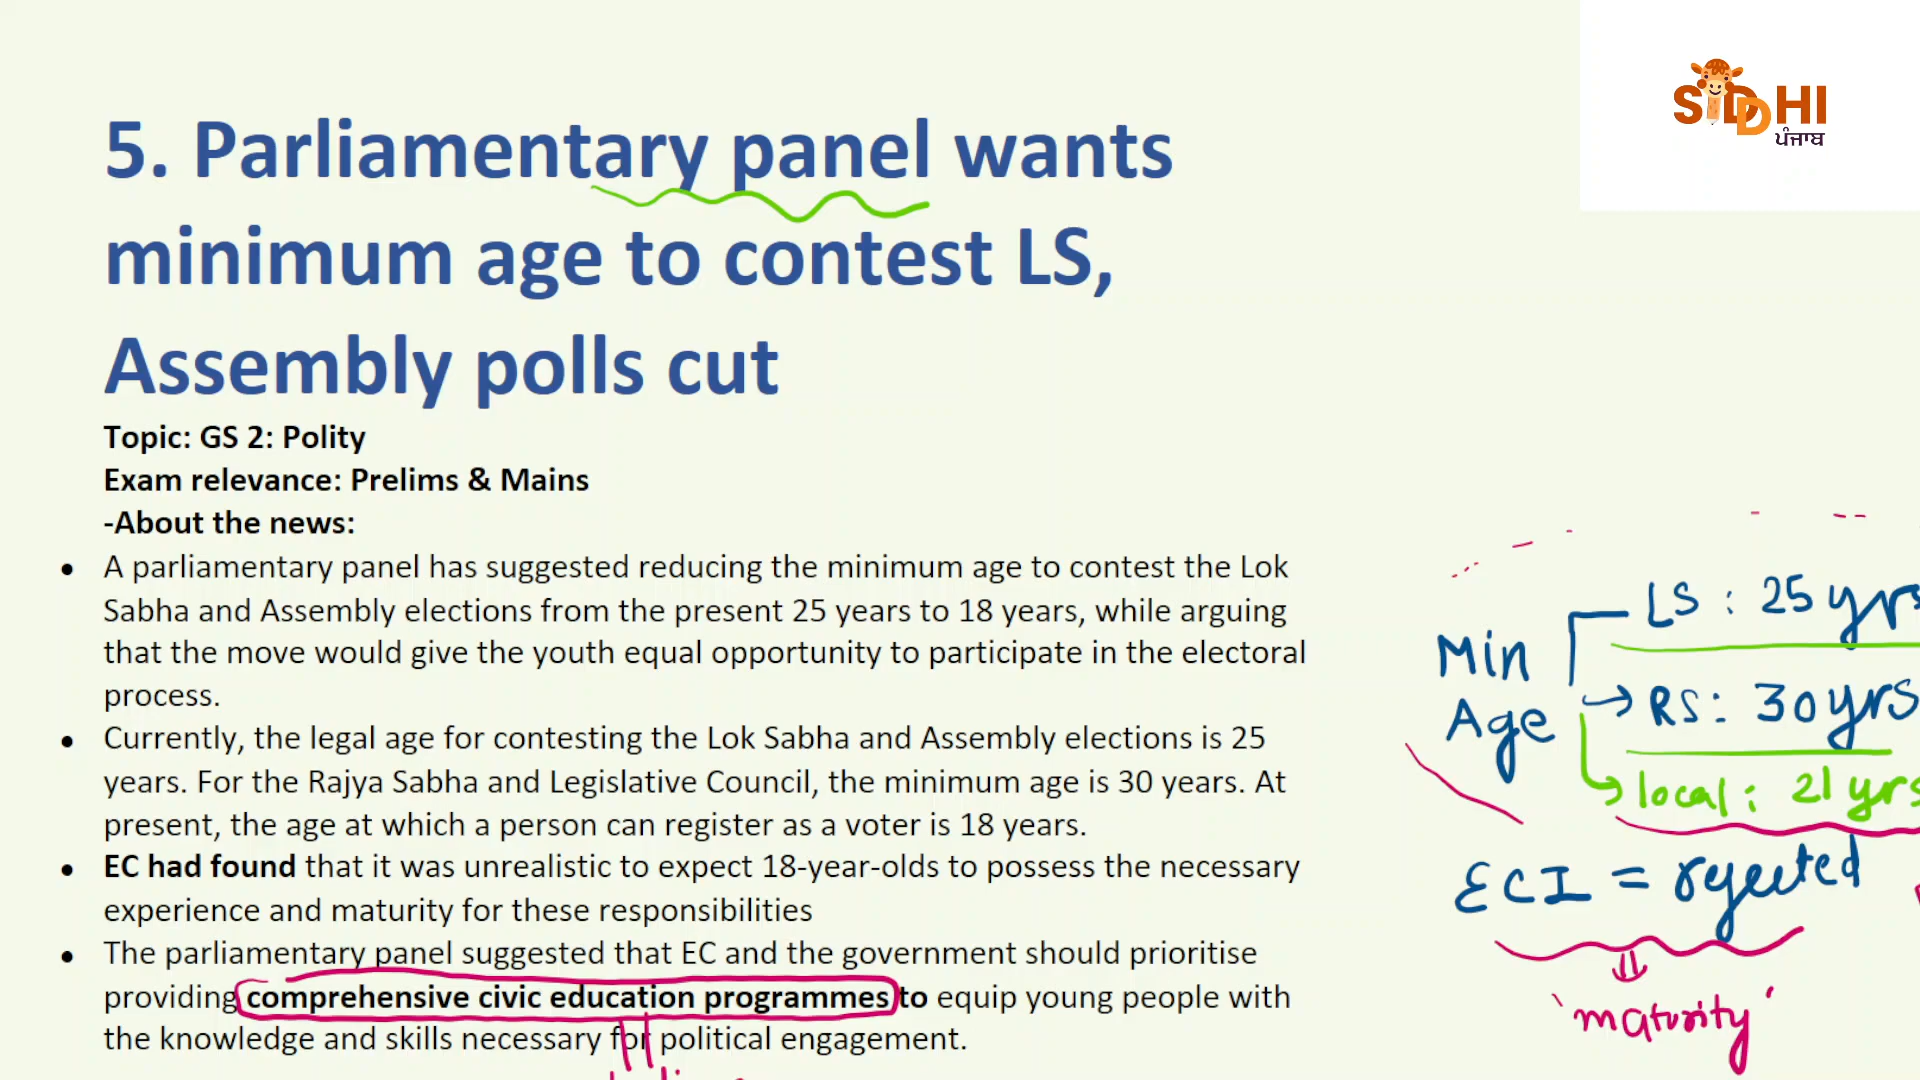 SIDDHI
ਪੰਜਾਬ
5. Parliamentary panel wants
minimum age to contest LS,
Assembly polls cut
Topic: GS 2: Polity
Exam relevance: Prelims & Mains
-About the news:
• A parliamentary panel has suggested reducing the minimum age to contest the Lok
Sabha and Assembly elections from the present 25 years to 18 years, while arguing
that the move would give the youth equal opportunity to participate in the electoral
process.
• Currently, the legal age for contesting the Lok Sabha and Assembly elections is 25
years. For the Rajya Sabha and Legislative Council, the minimum age is 30 years. At
present, the age at which a person can register as a voter is 18 years.
• EC had found that it was unrealistic to expect 18-year-olds to possess the necessary
experience and maturity for these responsibilities
• The parliamentary panel suggested that EC and the government should prioritise
providing comprehensive civic education programmes to equip young people with
the knowledge and skills necessary for political engagement.
Min
Age
LS : 25 yrs
→ RS: 30 yrs
local : 21 yrs
ECI = rejected
'maturity'